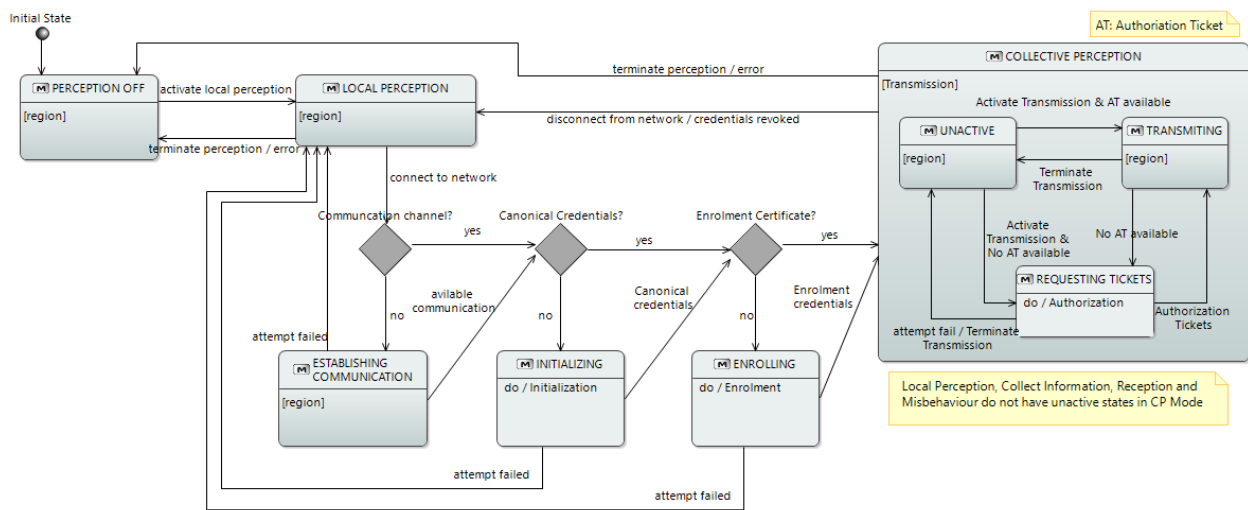 Initial State
AT: Authoriation Ticket
COLLECTIVE PERCEPTION
terminate perception / error
[Transmission]
PERCEPTION OFF
activate local perception
LOCAL PERCEPTION
Activate Transmission & AT available
[region]
[region]
disconnect from network / credentials revoked
UNACTIVE
TRANSMITING
terminate perception / error
[region]
[region]
Terminate
Transmission
connect to network
Communcation channel?
Canonical Credentials?
Enrolment Certificate?
Activate
Transmission &
No AT available
No AT available
yes
yes
yes
REQUESTING TICKETS
do / Authorization
avilable
communication
Canonical
credentials
Enrolment
credentials
no
no
no
Authorization
Tickets
attempt fail / Terminate
Transmission
attempt failed
ESTABLISHING
COMMUNICATION
INITIALIZING
ENROLLING
[region]
do / Initialization
do / Enrolment
Local Perception, Collect Information, Reception and
Misbehaviour do not have unactive states in CP Mode
attempt failed
attempt failed